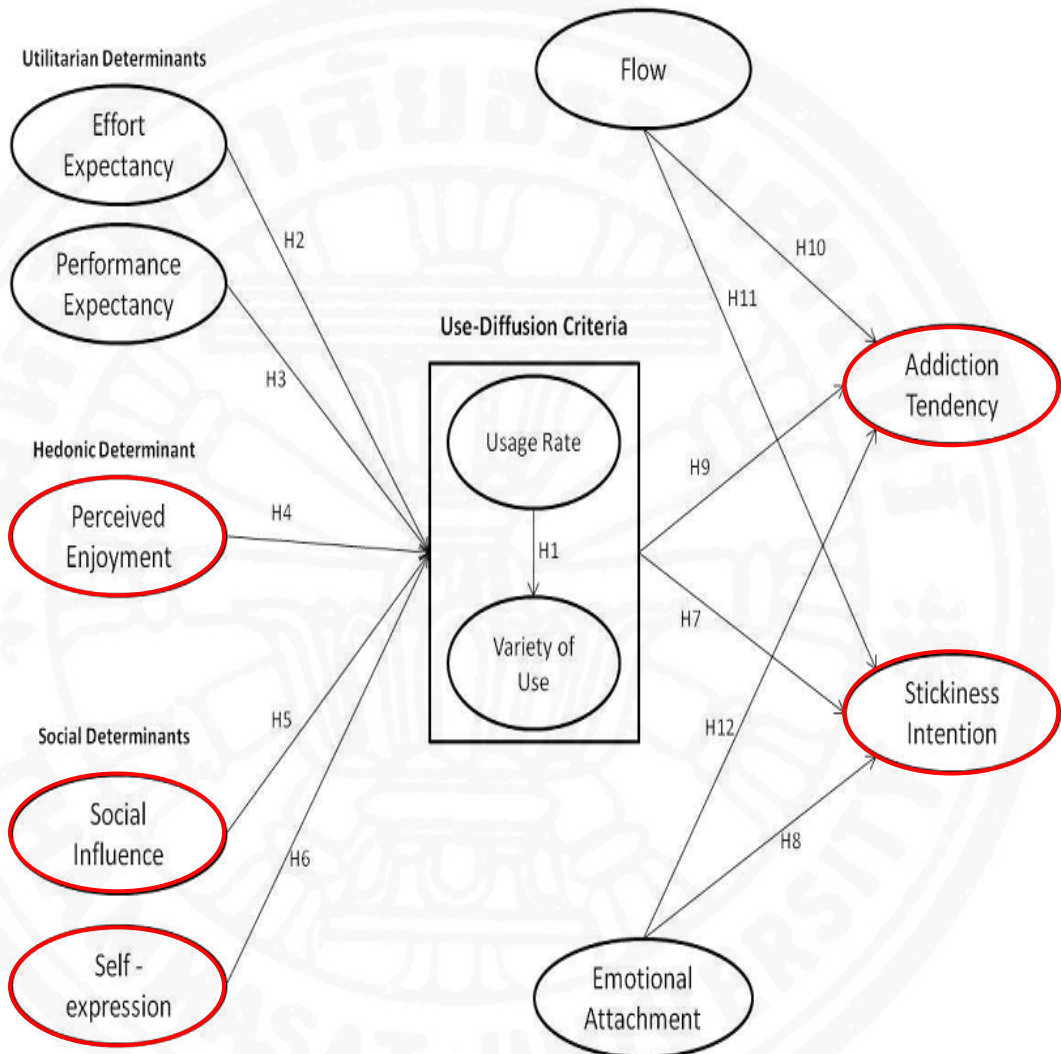 Utilitarian Determinants
Effort
Expectancy
Performance
Expectancy
Hedonic Determinant
Perceived
Enjoyment
Social Determinants
Social
Influence
Self -
expression
H2
H3
H4
H5
H6
Use-Diffusion Criteria
Usage Rate
H1
Variety of
Use
Flow
H10
H11
H9
H7
H12
H8
Addiction
Tendency
Stickiness
Intention
Emotional
Attachment